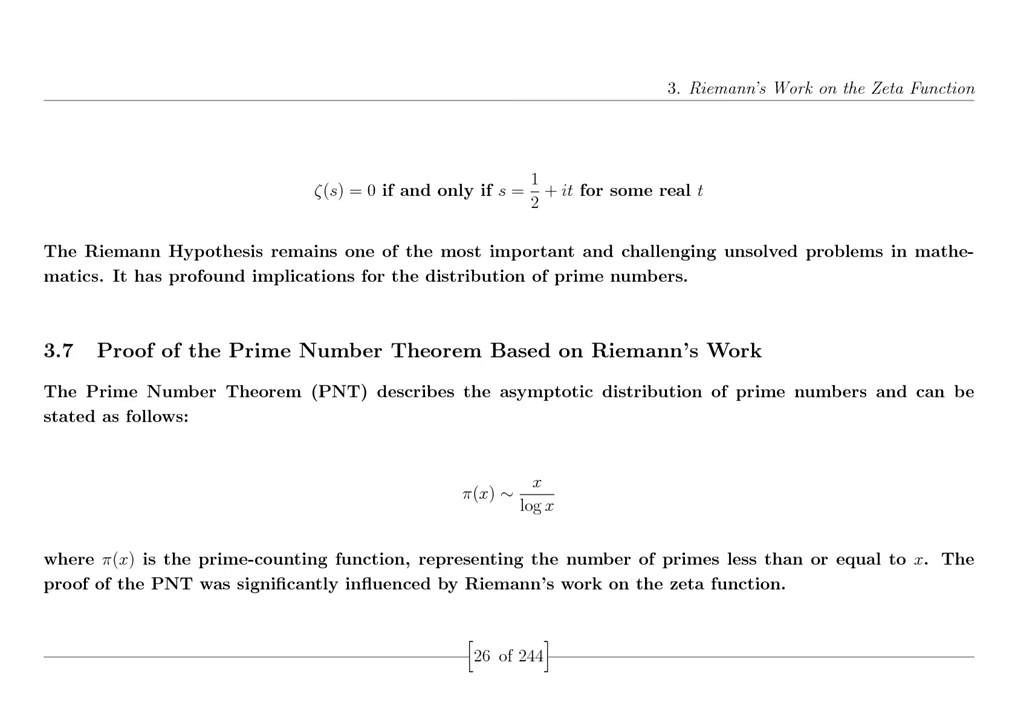 3. Riemann's Work on the Zeta Function
ζ(s) = 0 if and only if s = 1/2 + it for some real t
The Riemann Hypothesis remains one of the most important and challenging unsolved problems in mathe-
matics. It has profound implications for the distribution of prime numbers.
3.7 Proof of the Prime Number Theorem Based on Riemann's Work
The Prime Number Theorem (PNT) describes the asymptotic distribution of prime numbers and can be
stated as follows:
π(x) ∼ x/log x
where π(x) is the prime-counting function, representing the number of primes less than or equal to x. The
proof of the PNT was significantly influenced by Riemann's work on the zeta function.
[26 of 244]